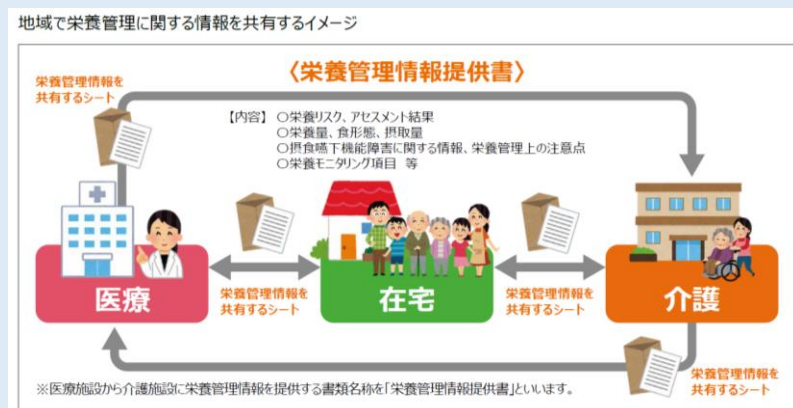 地域で栄養管理に関する情報を共有するイメージ
〈栄養管理情報提供書〉
栄養管理情報を
共有するシート
【内容】 〇栄養リスク、アセスメント結果
〇栄養量、食形態、摂取量
〇摂食嚥下機能障害に関する情報、栄養管理上の注意点
〇栄養モニタリング項目 等
医療
栄養管理情報を
共有するシート
在宅
栄養管理情報を
共有するシート
介護
栄養管理情報を
共有するシート
※医療施設から介護施設に栄養管理情報を提供する書類名称を「栄養管理情報提供書」といいます。